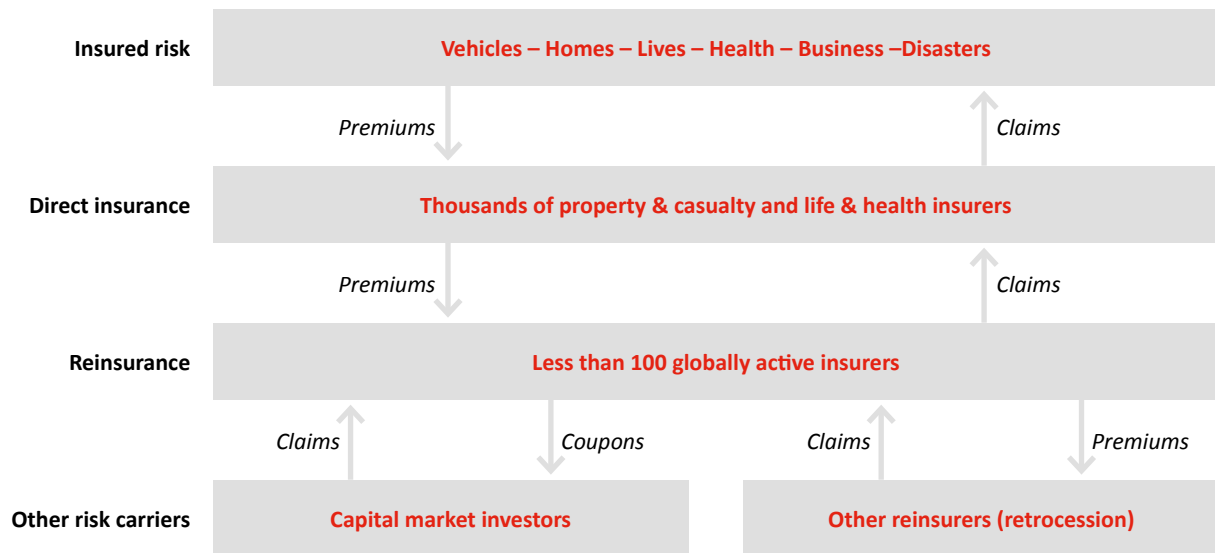 Insured risk
Vehicles – Homes – Lives – Health – Business –Disasters
Premiums
Claims
Direct insurance
Thousands of property & casualty and life & health insurers
Premiums
Claims
Reinsurance
Less than 100 globally active insurers
Claims
Coupons
Claims
Premiums
Other risk carriers
Capital market investors
Other reinsurers (retrocession)